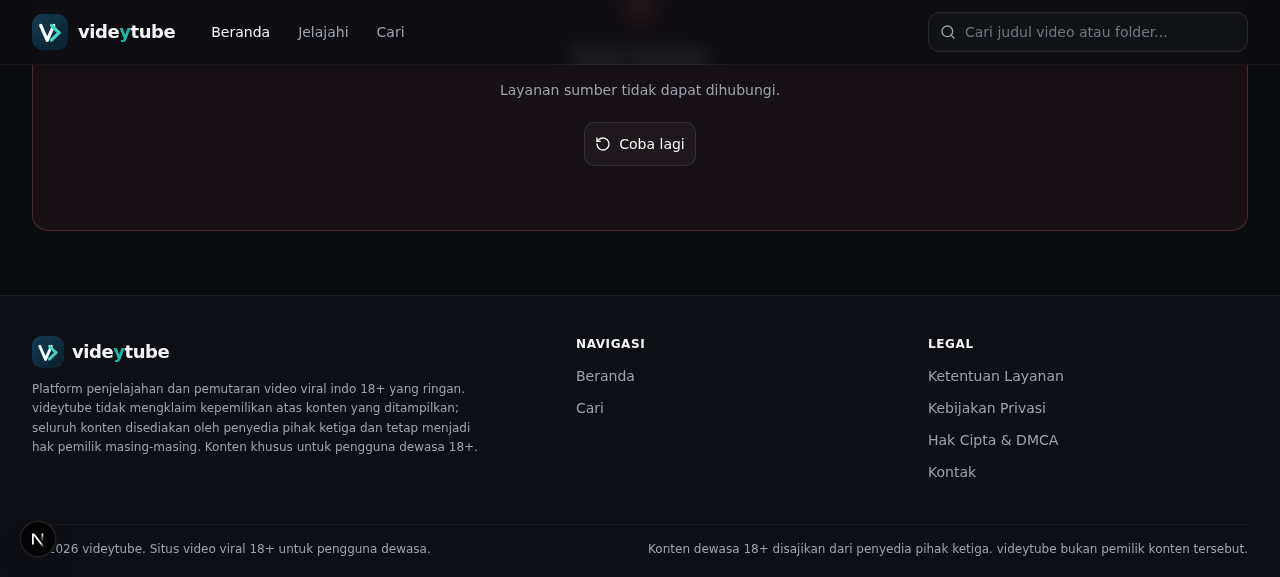 videytube
Beranda
Jelajahi
Cari
Cari judul video atau folder...
Layanan sumber tidak dapat dihubungi.
Coba lagi
videytube
Platform penjelajahan dan pemutaran video viral indo 18+ yang ringan.
videytube tidak mengklaim kepemilikan atas konten yang ditampilkan;
seluruh konten disediakan oleh penyedia pihak ketiga dan tetap menjadi
hak pemilik masing-masing. Konten khusus untuk pengguna dewasa 18+.
NAVIGASI
Beranda
Cari
LEGAL
Ketentuan Layanan
Kebijakan Privasi
Hak Cipta & DMCA
Kontak
2026 videytube. Situs video viral 18+ untuk pengguna dewasa.
Konten dewasa 18+ disajikan dari penyedia pihak ketiga. videytube bukan pemilik konten tersebut.